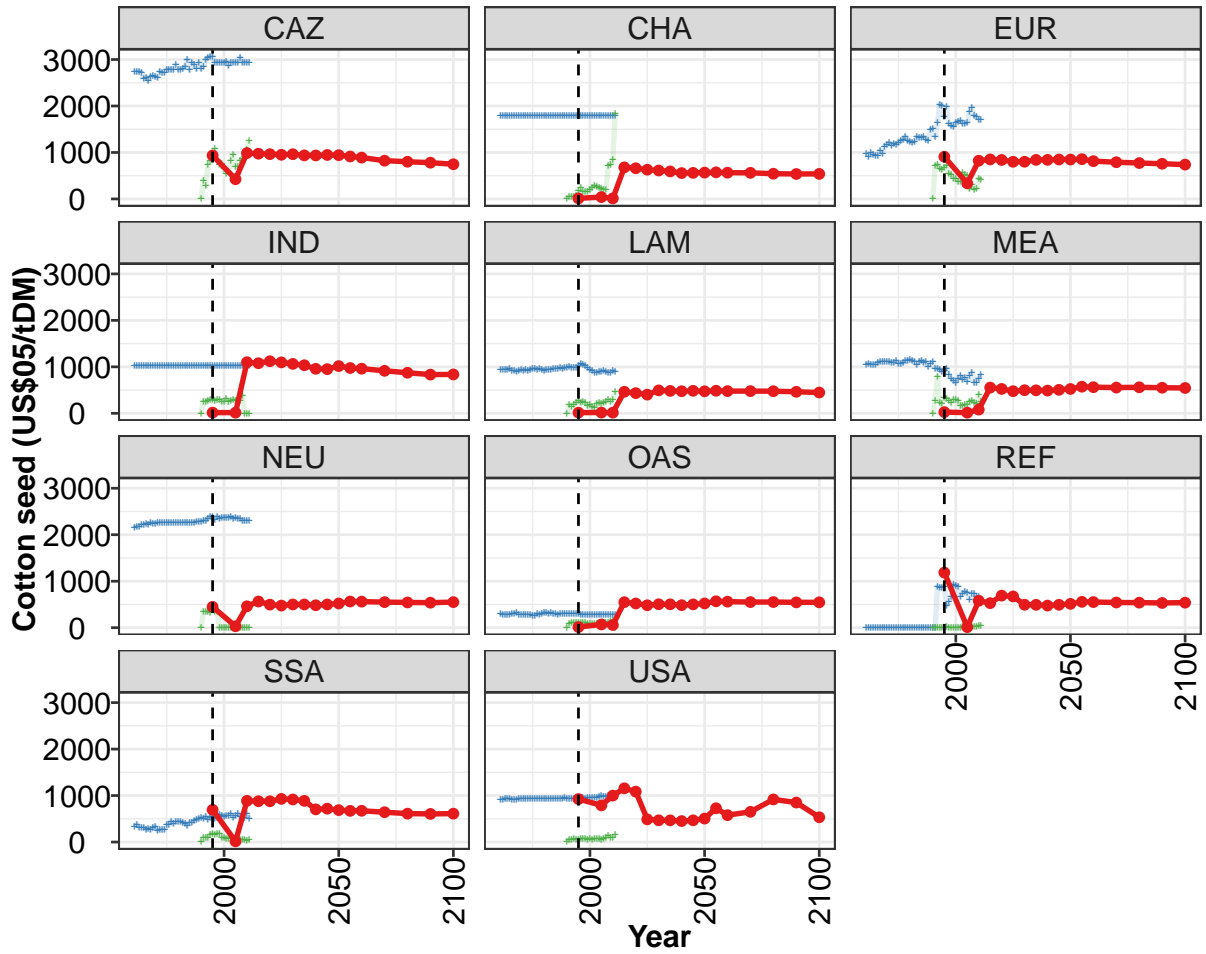 CAZ CHA EUR
3000
2000
1000
0
IND LAM MEA
3000
2000
1000
0
NEU OAS REF
3000
2000
1000
0
SSA USA
3000
2000
1000
0
2000 2050 2100 2000 2050 2100 2000 2050 2100
Year
Cotton seed (US$05/tDM)